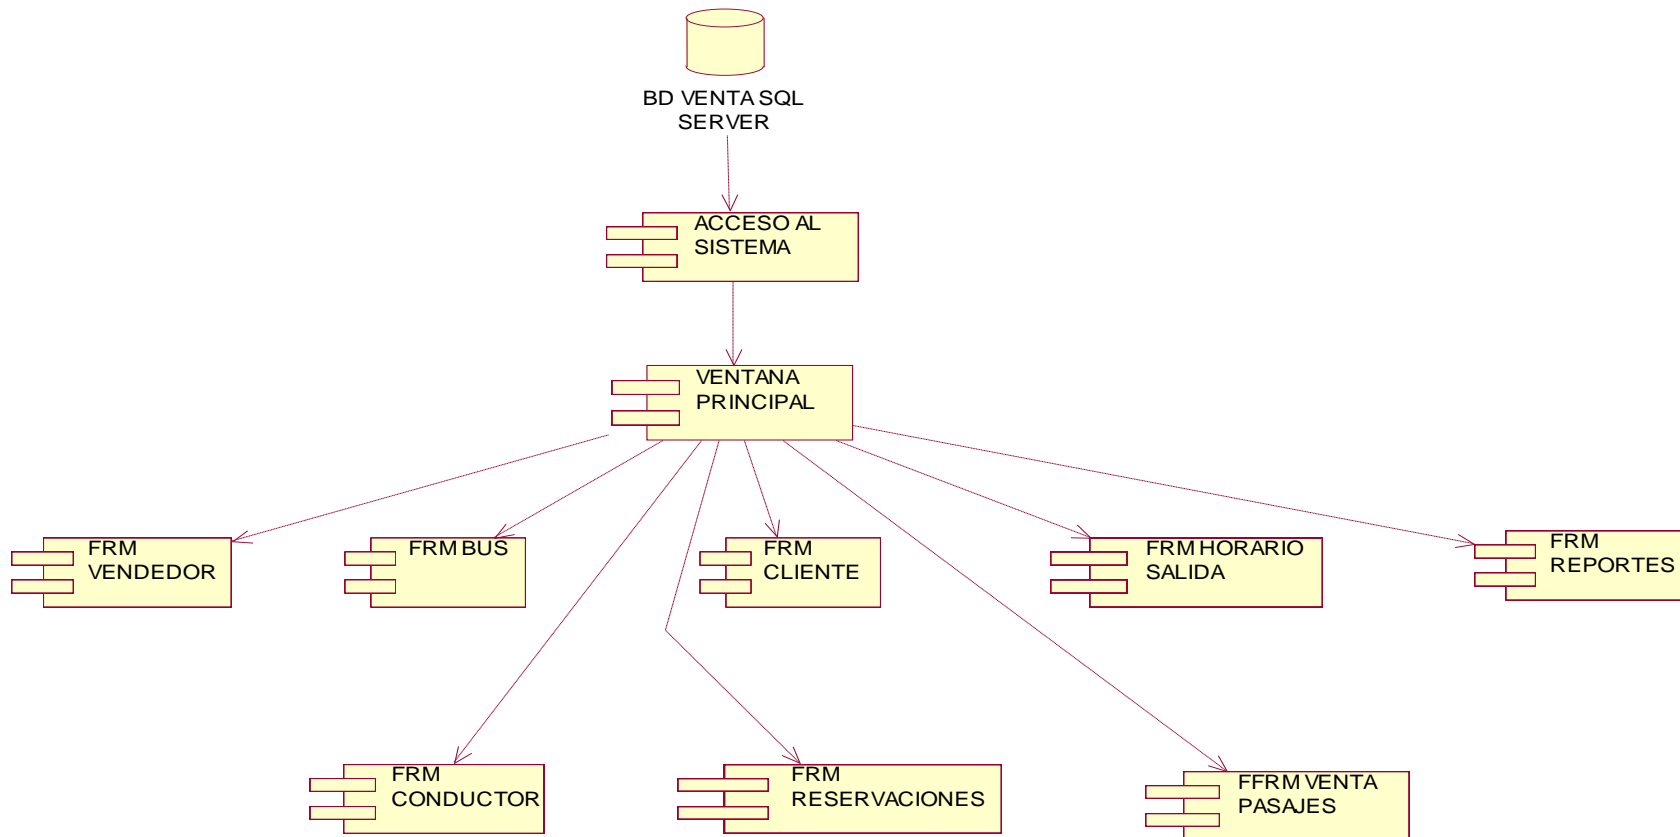 BD VENTA SQL
SERVER
ACCESO AL
SISTEMA
VENTANA
PRINCIPAL
FRM
VENDEDOR
FRM BUS
FRM
CLIENTE
FRM HORARIO
SALIDA
FRM
REPORTES
FRM
CONDUCTOR
FRM
RESERVACIONES
FFRM VENTA
PASAJES